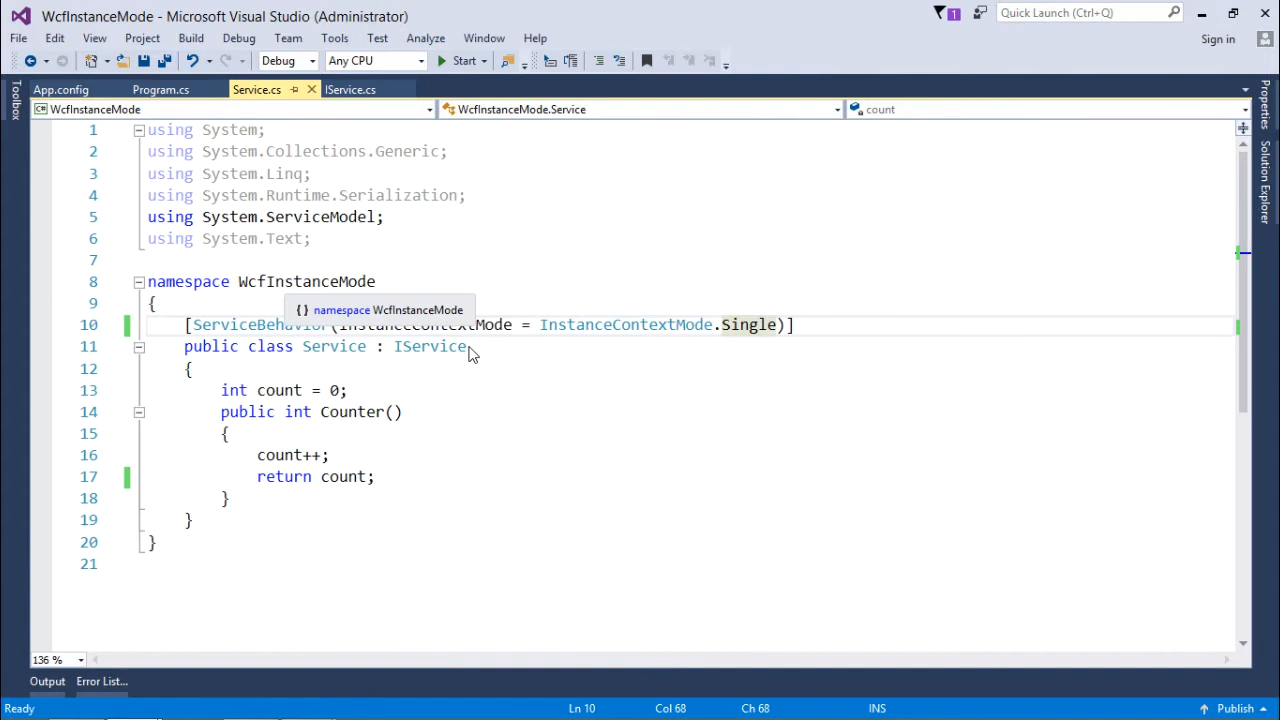 WcfInstanceMode - Microsoft Visual Studio (Administrator)
1
Quick Launch (Ctrl+Q)
File Edit View Project Build Debug Team Tools Test Analyze Window Help
Sign in
Debug Any CPU Start
App.config Program.cs Service.cs IService.cs
Toolbox
Properties
Solution Explorer
C# WcfInstanceMode WcfInstanceMode.Service count
1 using System;
2 using System.Collections.Generic;
3 using System.Linq;
4 using System.Runtime.Serialization;
5 using System.ServiceModel;
6 using System.Text;
7
8 namespace WcfInstanceMode
9 {
{ } namespace WcfInstanceMode
10 [ServiceBehavior(InstanceContextMode = InstanceContextMode.Single)]
11 public class Service : IService
12 {
13 int count = 0;
14 public int Counter()
15 {
16 count++;
17 return count;
18 }
19 }
20 }
21
136 %
Output Error List...
Ready Ln 10 Col 68 Ch 68 INS Publish